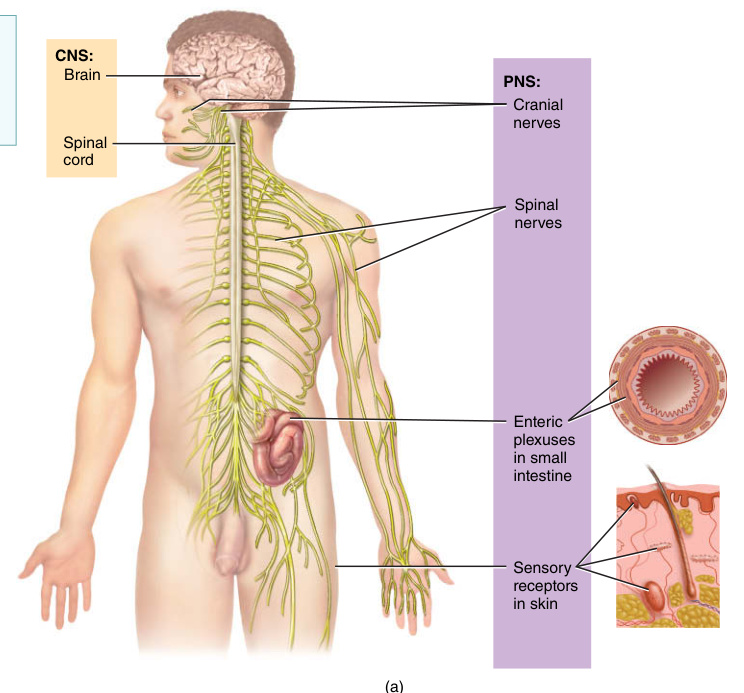 CNS:
Brain
Spinal
cord
PNS:
Cranial
nerves
Spinal
nerves
Enteric
plexuses
in small
intestine
Sensory
receptors
in skin
(a)